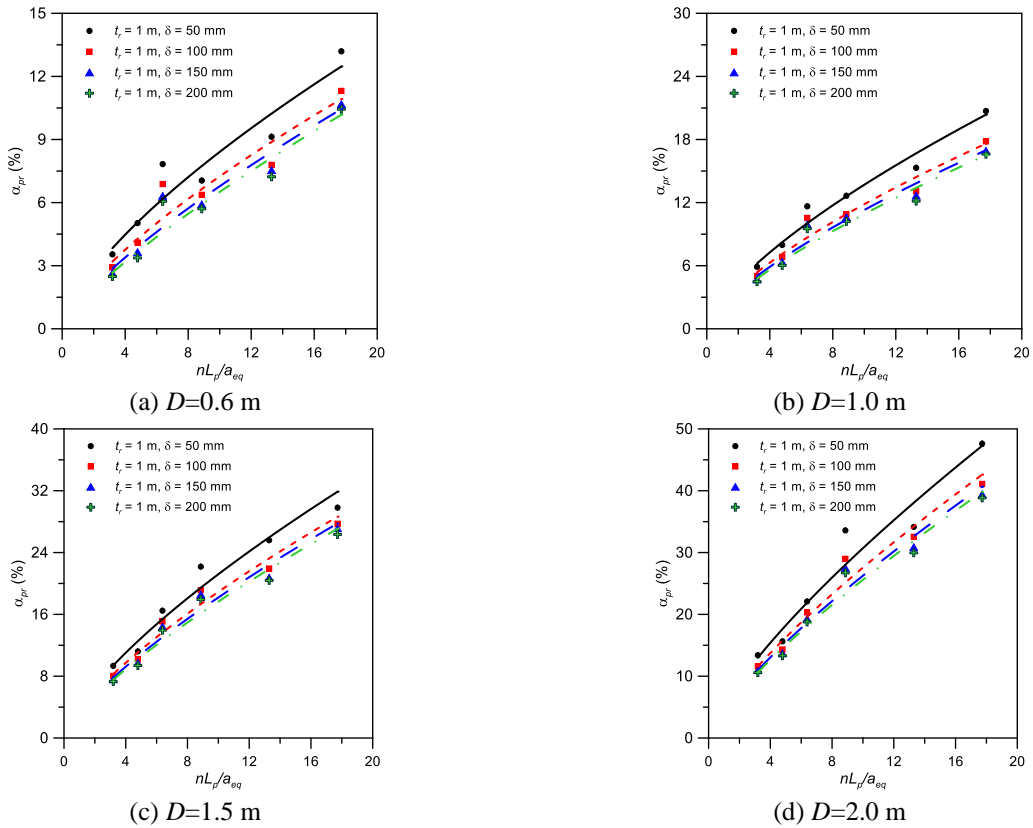 15
12
9
6
3
0
α_pr (%)
t_r = 1 m, δ = 50 mm
t_r = 1 m, δ = 100 mm
t_r = 1 m, δ = 150 mm
t_r = 1 m, δ = 200 mm
0 4 8 12 16 20
nL_p/a_eq
(a) D=0.6 m
30
24
18
12
6
0
α_pr (%)
t_r = 1 m, δ = 50 mm
t_r = 1 m, δ = 100 mm
t_r = 1 m, δ = 150 mm
t_r = 1 m, δ = 200 mm
0 4 8 12 16 20
nL_p/a_eq
(b) D=1.0 m
40
32
24
16
8
0
α_pr (%)
t_r = 1 m, δ = 50 mm
t_r = 1 m, δ = 100 mm
t_r = 1 m, δ = 150 mm
t_r = 1 m, δ = 200 mm
0 4 8 12 16 20
nL_p/a_eq
(c) D=1.5 m
50
40
30
20
10
0
α_pr (%)
t_r = 1 m, δ = 50 mm
t_r = 1 m, δ = 100 mm
t_r = 1 m, δ = 150 mm
t_r = 1 m, δ = 200 mm
0 4 8 12 16 20
nL_p/a_eq
(d) D=2.0 m